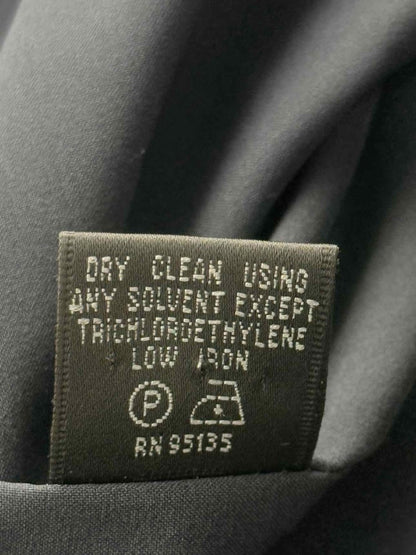 DRY CLEAN USING
ANY SOLVENT EXCEPT
TRICHLOROETHYLENE
LOW IRON
P
RN 95135